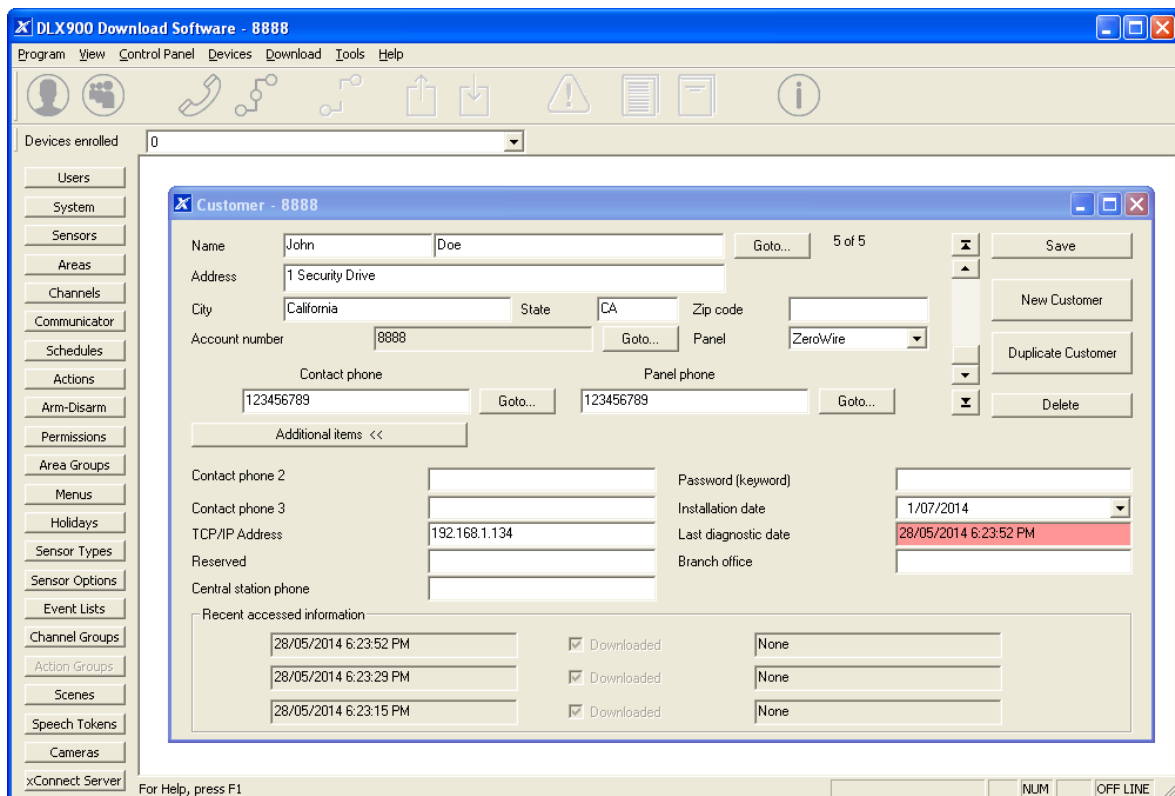 DLX900 Download Software - 8888
Program View Control Panel Devices Download Tools Help
Devices enrolled 0
Users
System
Sensors
Areas
Channels
Communicator
Schedules
Actions
Arm-Disarm
Permissions
Area Groups
Menus
Holidays
Sensor Types
Sensor Options
Event Lists
Channel Groups
Action Groups
Scenes
Speech Tokens
Cameras
xConnect Server
Customer - 8888
Name John Doe Goto... 5 of 5 Save
Address 1 Security Drive
City California State CA Zip code New Customer
Account number 8888 Goto... Panel ZeroWire
Duplicate Customer
Contact phone Panel phone
123456789 Goto... 123456789 Goto... Delete
Additional items <<
Contact phone 2 Password (keyword)
Contact phone 3 Installation date 1/07/2014
TCP/IP Address 192.168.1.134 Last diagnostic date 28/05/2014 6:23:52 PM
Reserved Branch office
Central station phone
Recent accessed information
28/05/2014 6:23:52 PM Downloaded None
28/05/2014 6:23:29 PM Downloaded None
28/05/2014 6:23:15 PM Downloaded None
For Help, press F1 NUM OFF LINE